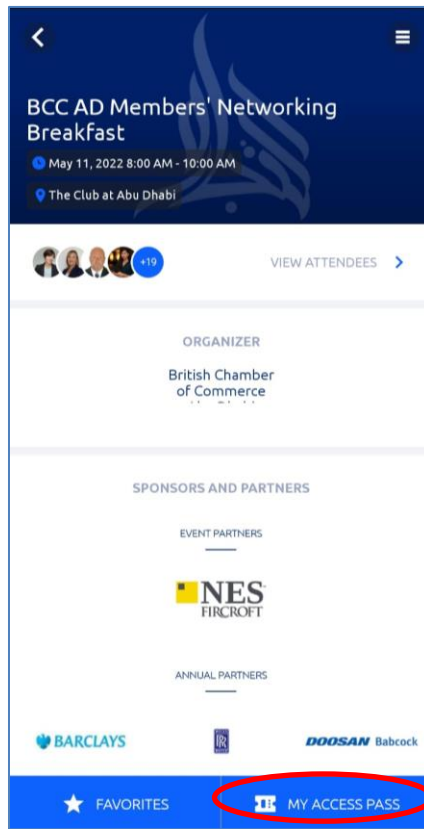 BCC AD Members' Networking
Breakfast
May 11, 2022 8:00 AM - 10:00 AM
The Club at Abu Dhabi
+19
VIEW ATTENDEES
ORGANIZER
British Chamber
of Commerce
SPONSORS AND PARTNERS
EVENT PARTNERS
NES
FIRCROFT
ANNUAL PARTNERS
BARCLAYS
RR
DOOSAN Babcock
FAVORITES
MY ACCESS PASS